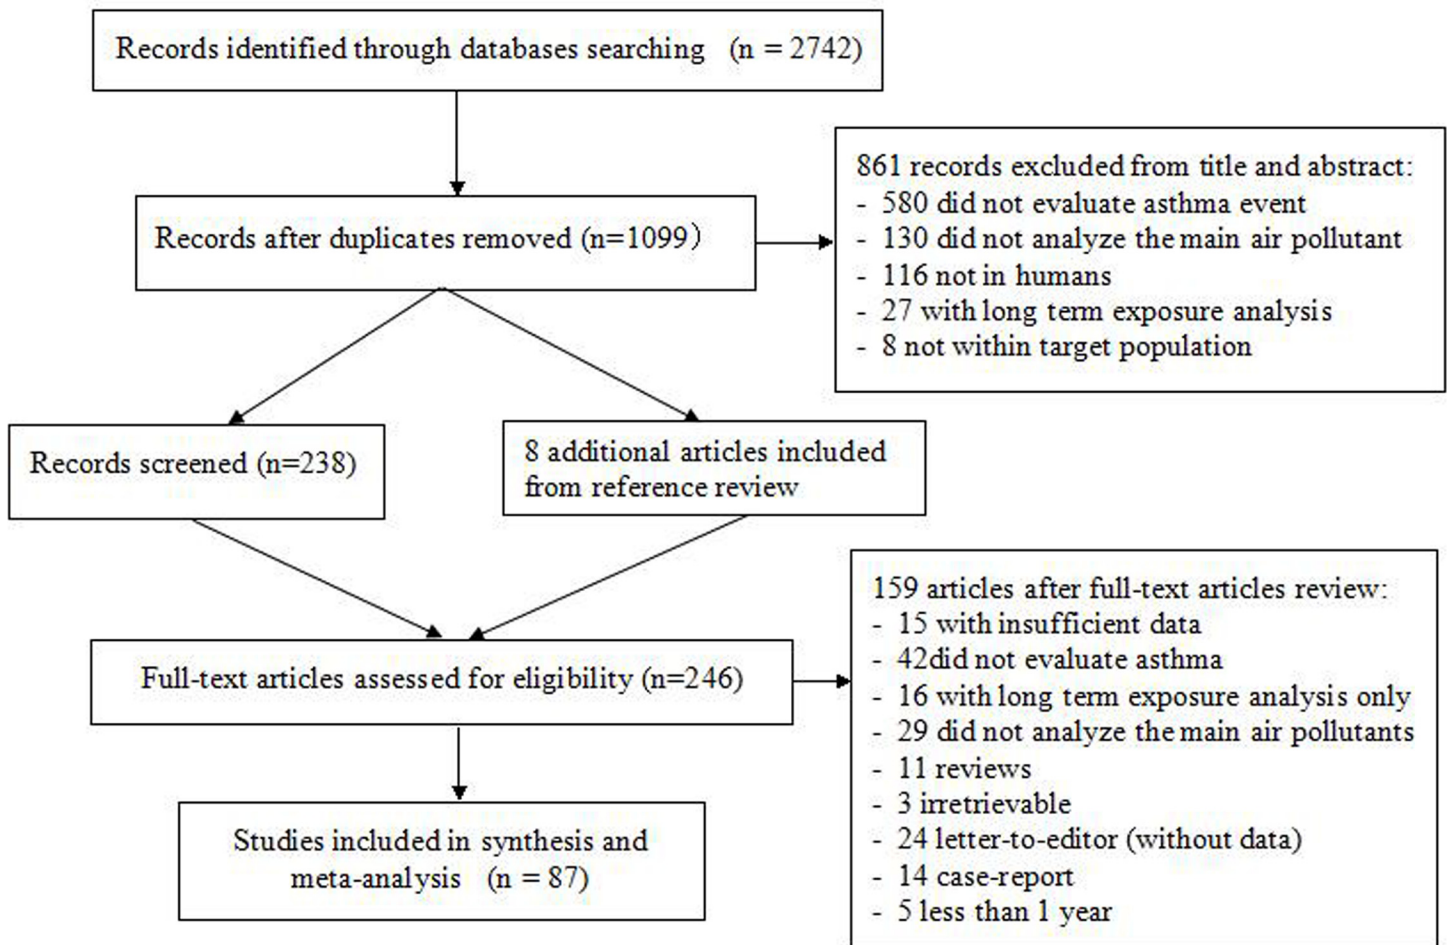 Records identified through databases searching (n = 2742)
861 records excluded from title and abstract:
- 580 did not evaluate asthma event
- 130 did not analyze the main air pollutant
- 116 not in humans
- 27 with long term exposure analysis
- 8 not within target population
Records after duplicates removed (n=1099)
Records screened (n=238)
8 additional articles included
from reference review
Full-text articles assessed for eligibility (n=246)
159 articles after full-text articles review:
- 15 with insufficient data
- 42did not evaluate asthma
- 16 with long term exposure analysis only
- 29 did not analyze the main air pollutants
- 11 reviews
- 3 irretrievable
- 24 letter-to-editor (without data)
- 14 case-report
- 5 less than 1 year
Studies included in synthesis and
meta-analysis (n = 87)